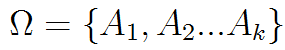 Ω = {A₁, A₂...Aₖ}